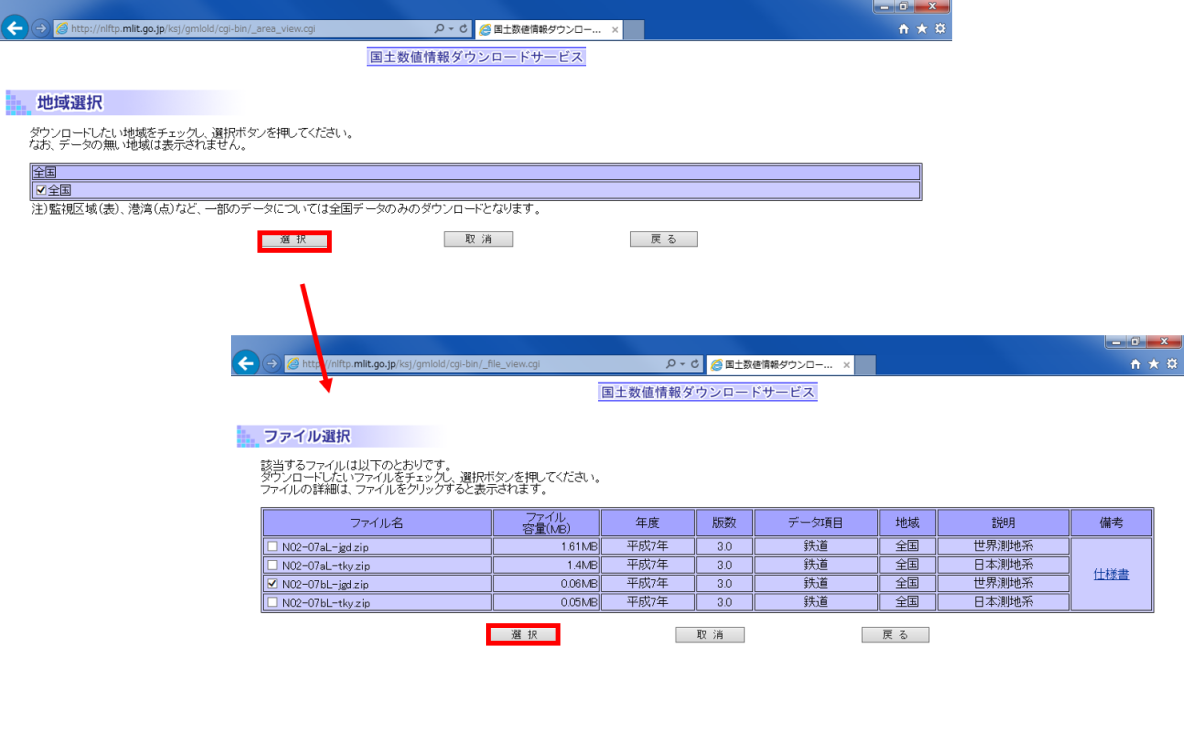 http://nlftp.mlit.go.jp/ksj/gmlold/cgi-bin/_area_view.cgi
国土数値情報ダウンロー...
国土数値情報ダウンロードサービス
地域選択
ダウンロードしたい地域をチェックし、選択ボタンを押してください。
なお、データの無い地域は表示されません。
全国
全国
注)監視区域(表)、港湾(点)など、一部のデータについては全国データのみのダウンロードとなります。
選 択 取 消 戻 る
http://nlftp.mlit.go.jp/ksj/gmlold/cgi-bin/_file_view.cgi
国土数値情報ダウンロー...
国土数値情報ダウンロードサービス
ファイル選択
該当するファイルは以下のとおりです。
ダウンロードしたいファイルをチェックし、選択ボタンを押してください。
ファイルの詳細は、ファイルをクリックすると表示されます。
ファイル名 ファイル容量(MB) 年度 版数 データ項目 地域 説明 備考
N02-07aL-jgd.zip 1.61MB 平成7年 3.0 鉄道 全国 世界測地系
N02-07aL-tky.zip 1.4MB 平成7年 3.0 鉄道 全国 日本測地系
仕様書
N02-07bL-jgd.zip 0.06MB 平成7年 3.0 鉄道 全国 世界測地系
N02-07bL-tky.zip 0.05MB 平成7年 3.0 鉄道 全国 日本測地系
選 択 取 消 戻 る